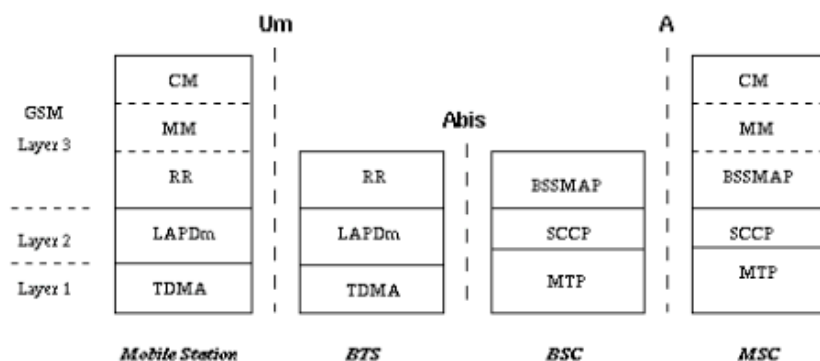 Um
A
CM
CM
GSM
Layer 3
MM
Abis
MM
RR
RR
BSSMAP
BSSMAP
Layer 2
LAPDm
LAPDm
SCCP
SCCP
Layer 1
TDMA
TDMA
MTP
MTP
Mobile Station
BTS
BSC
MSC